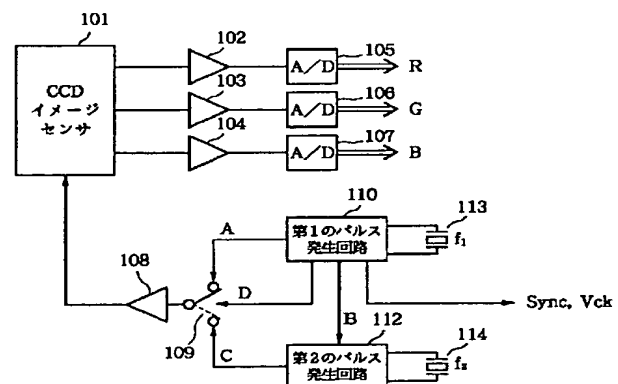 101
102
103
104
105
106
107
CCD
イメージ
センサ
A/D
R
A/D
G
A/D
B
110
113
第1のパルス
発生回路
f₁
A
108
D
Sync, Vck
109
B
112
114
C
第2のパルス
発生回路
f₂